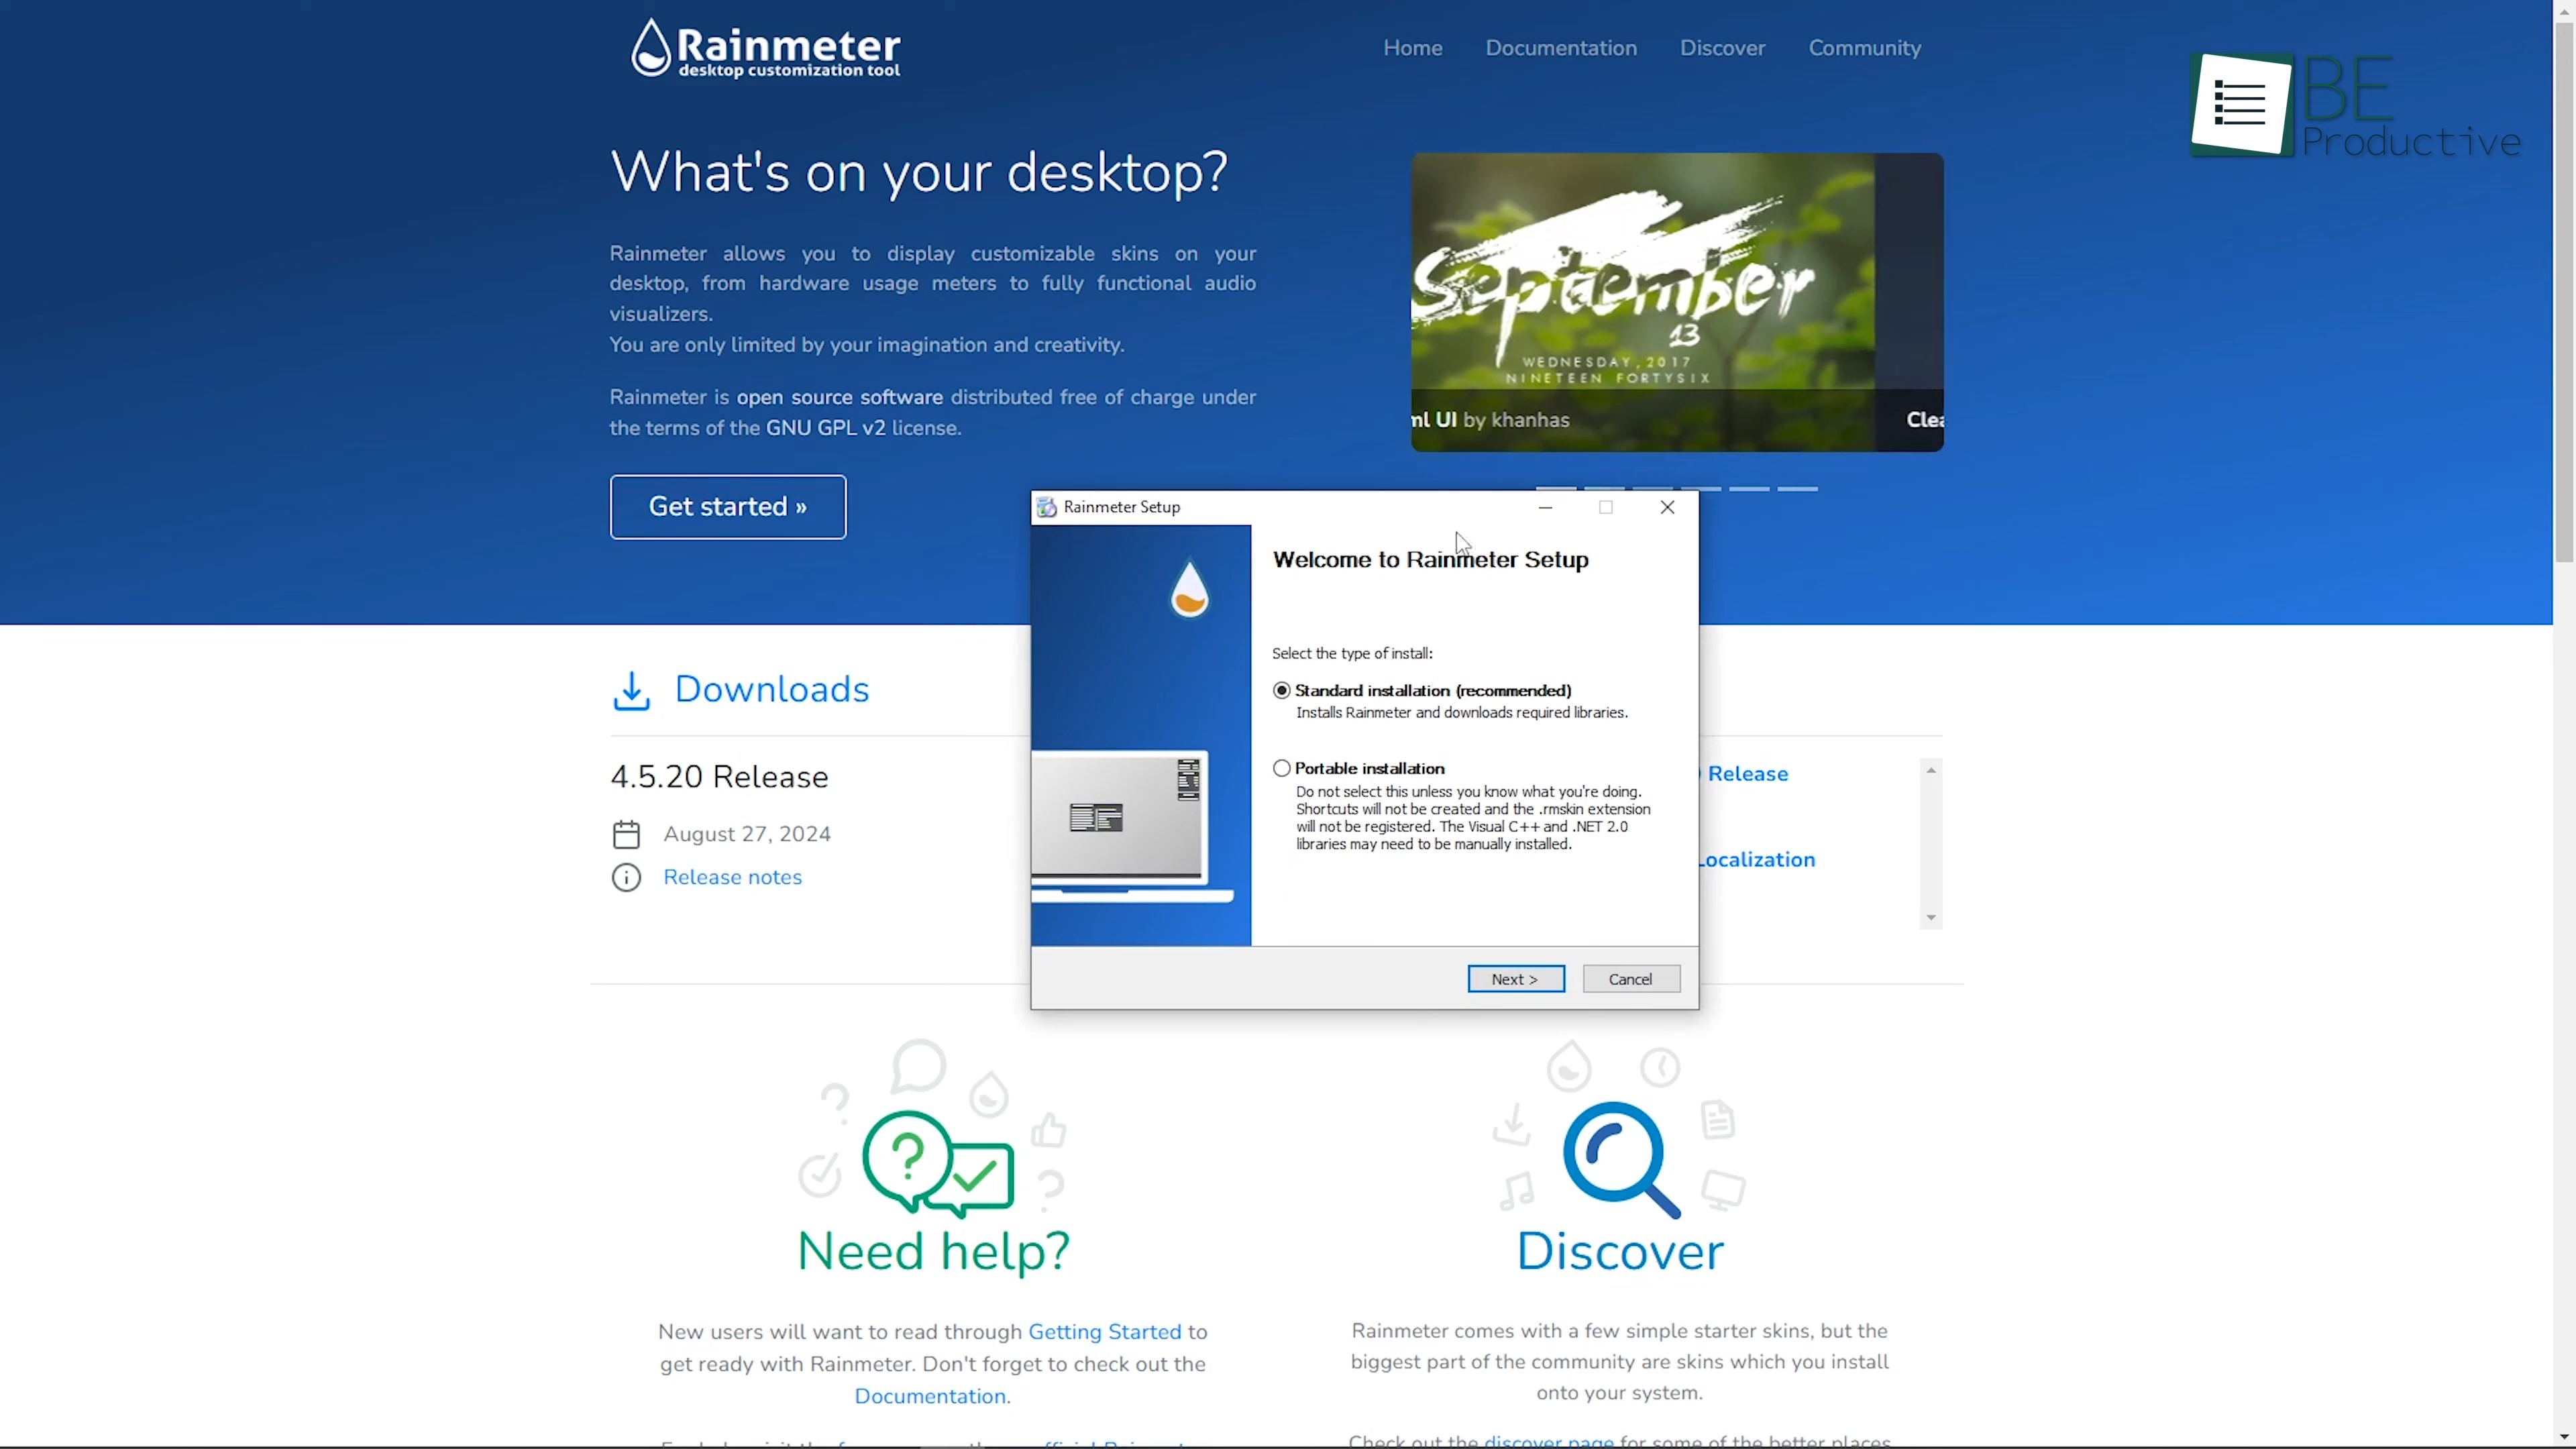 Rainmeter
desktop customization tool
Home
Documentation
Discover
Community
BE
Productive
What's on your desktop?
Rainmeter allows you to display customizable skins on your
desktop, from hardware usage meters to fully functional audio
visualizers.
You are only limited by your imagination and creativity.
Rainmeter is open source software distributed free of charge under
the terms of the GNU GPL v2 license.
Get started »
September
13
WEDNESDAY, 2017
NINETEEN FORTYSIX
UI by khanhas
Rainmeter Setup
Welcome to Rainmeter Setup
Select the type of install:
Standard installation (recommended)
Installs Rainmeter and downloads required libraries.
Portable installation
Do not select this unless you know what you're doing.
Shortcuts will not be created and the .rmskin extension
will not be registered. The Visual C++ and .NET 2.0
libraries may need to be manually installed.
Next >
Cancel
Downloads
4.5.20 Release
August 27, 2024
Release notes
Release
Localization
Need help?
New users will want to read through Getting Started to
get ready with Rainmeter. Don't forget to check out the
Documentation.
Discover
Rainmeter comes with a few simple starter skins, but the
biggest part of the community are skins which you install
onto your system.
Check out the discover page for some of the better places